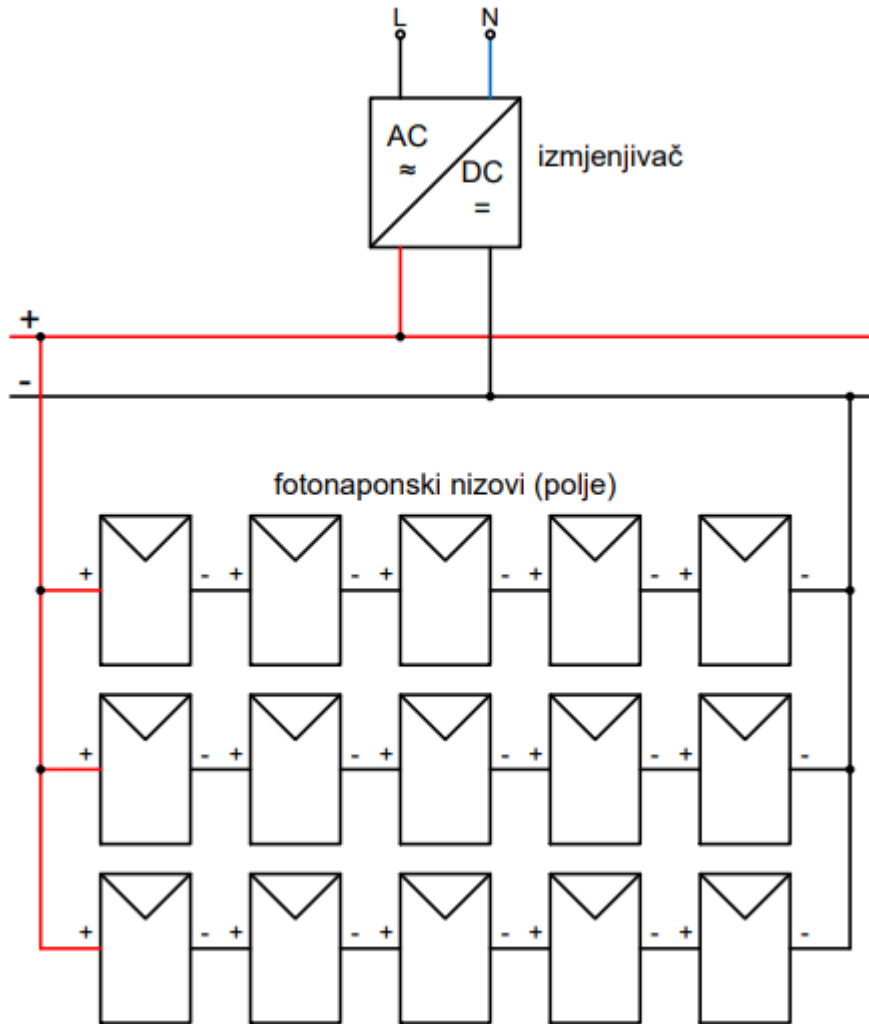 L N
AC
≈
DC
=
izmjenjivač
+
-
fotonaponski nizovi (polje)
+ - + - + - + - + -
+ - + - + - + - + -
+ - + - + - + - + -